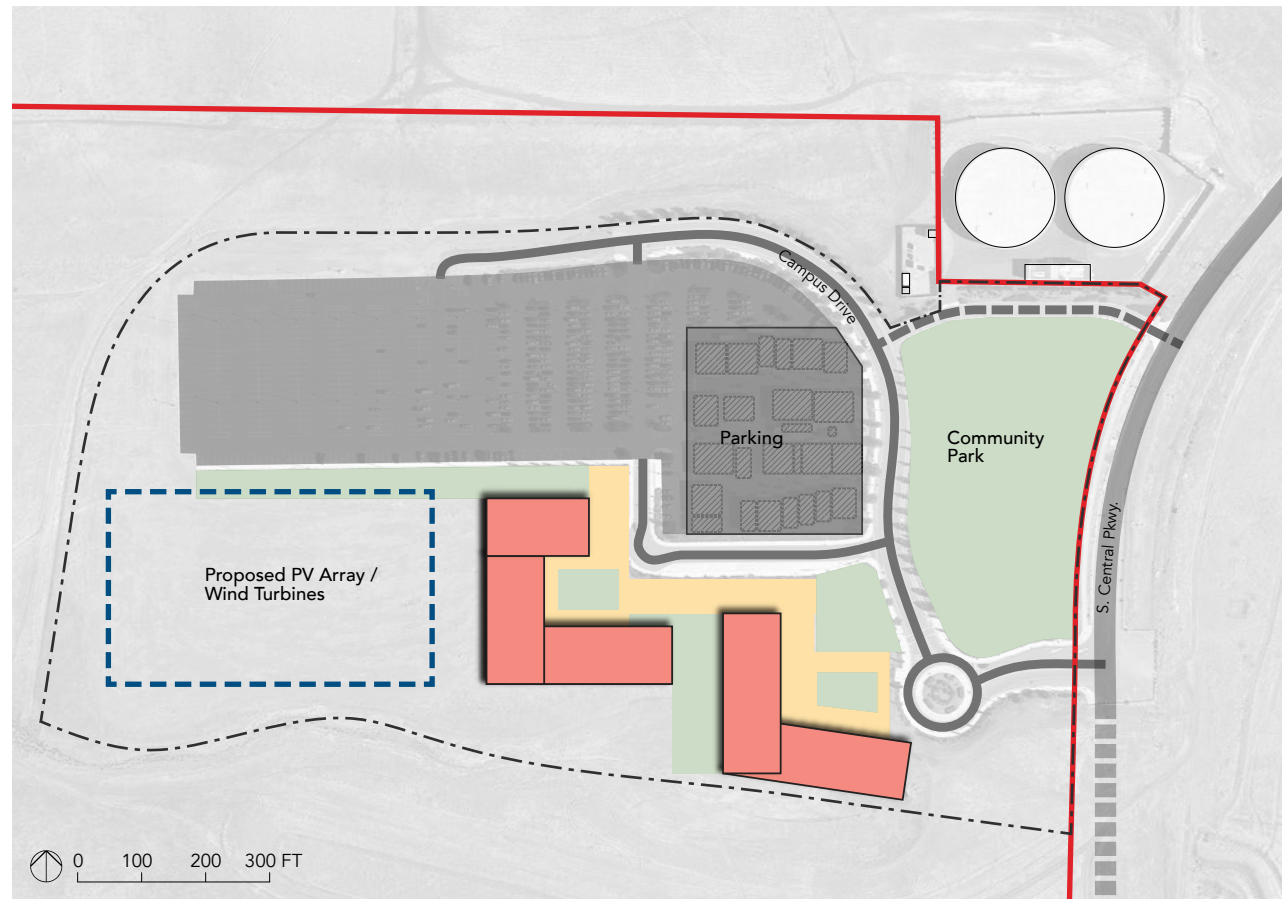 Campus Drive
Parking
Community
Park
S. Central Pkwy.
Proposed PV Array /
Wind Turbines
0 100 200 300 FT